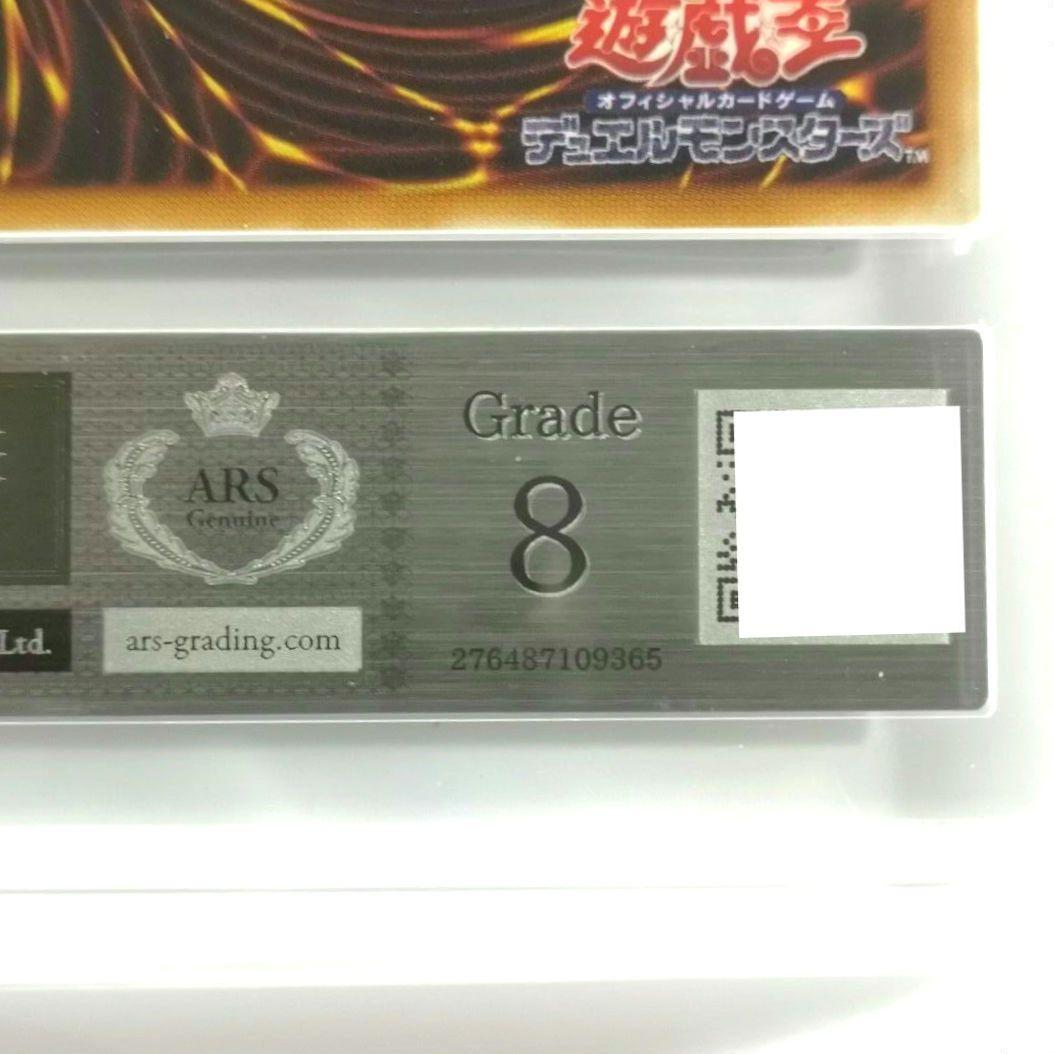 遊戯王
オフィシャルカードゲーム
デュエルモンスターズ
TM
Grade
ARS
Genuine
8
Ltd.
ars-grading.com
276487109365